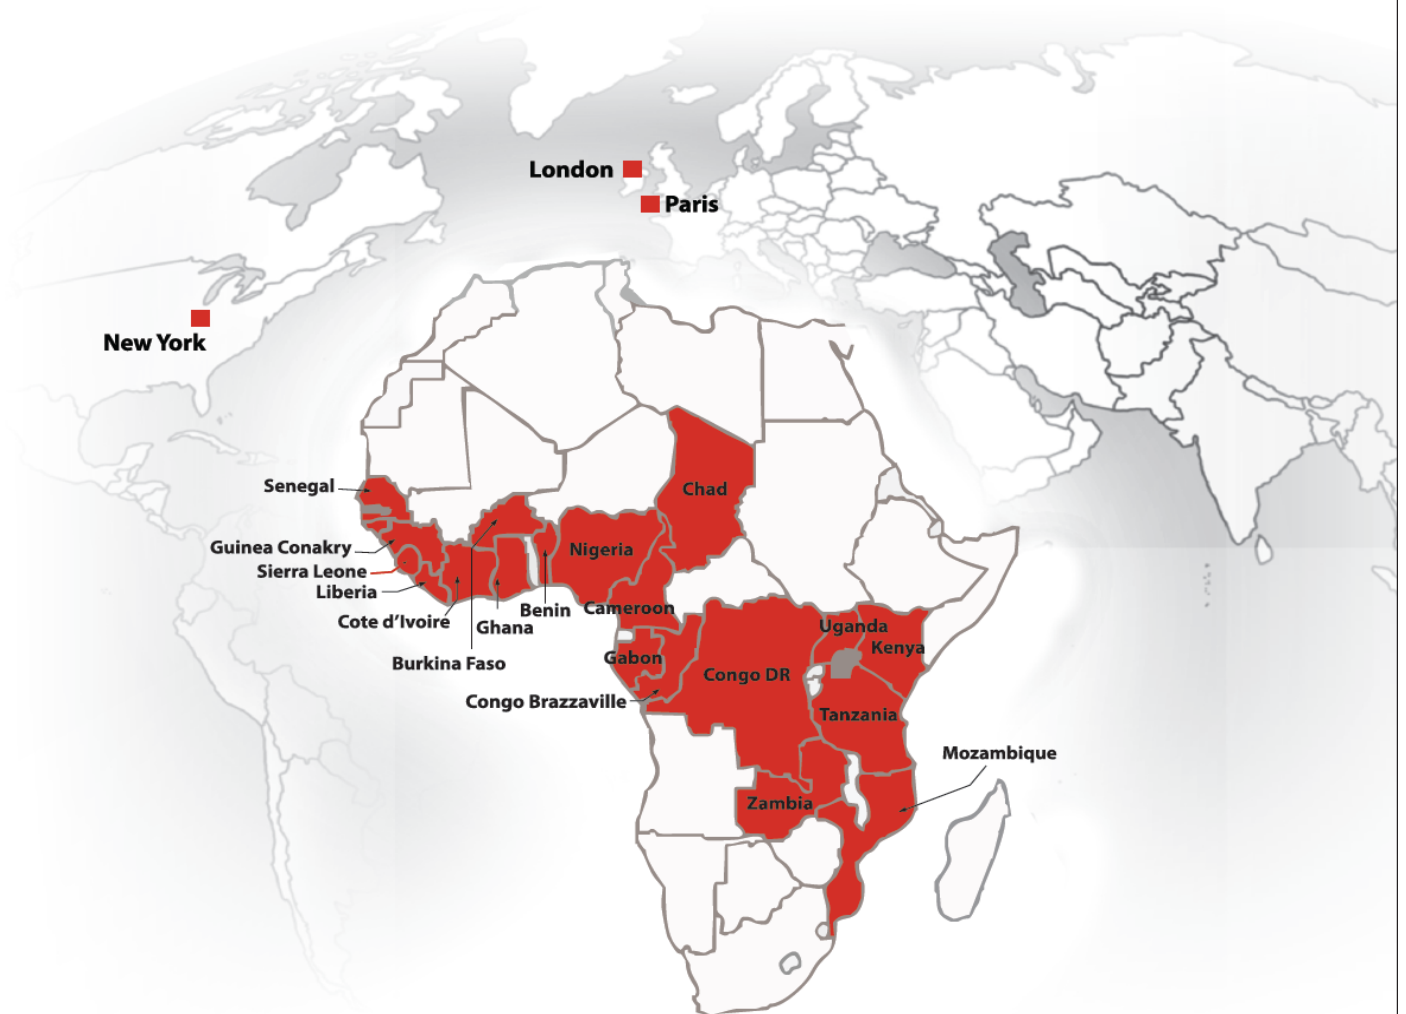 London
Paris
New York
Senegal
Chad
Guinea Conakry
Nigeria
Sierra Leone
Liberia
Benin
Cameroon
Cote d'Ivoire
Ghana
Uganda
Kenya
Burkina Faso
Gabon
Congo DR
Congo Brazzaville
Tanzania
Mozambique
Zambia